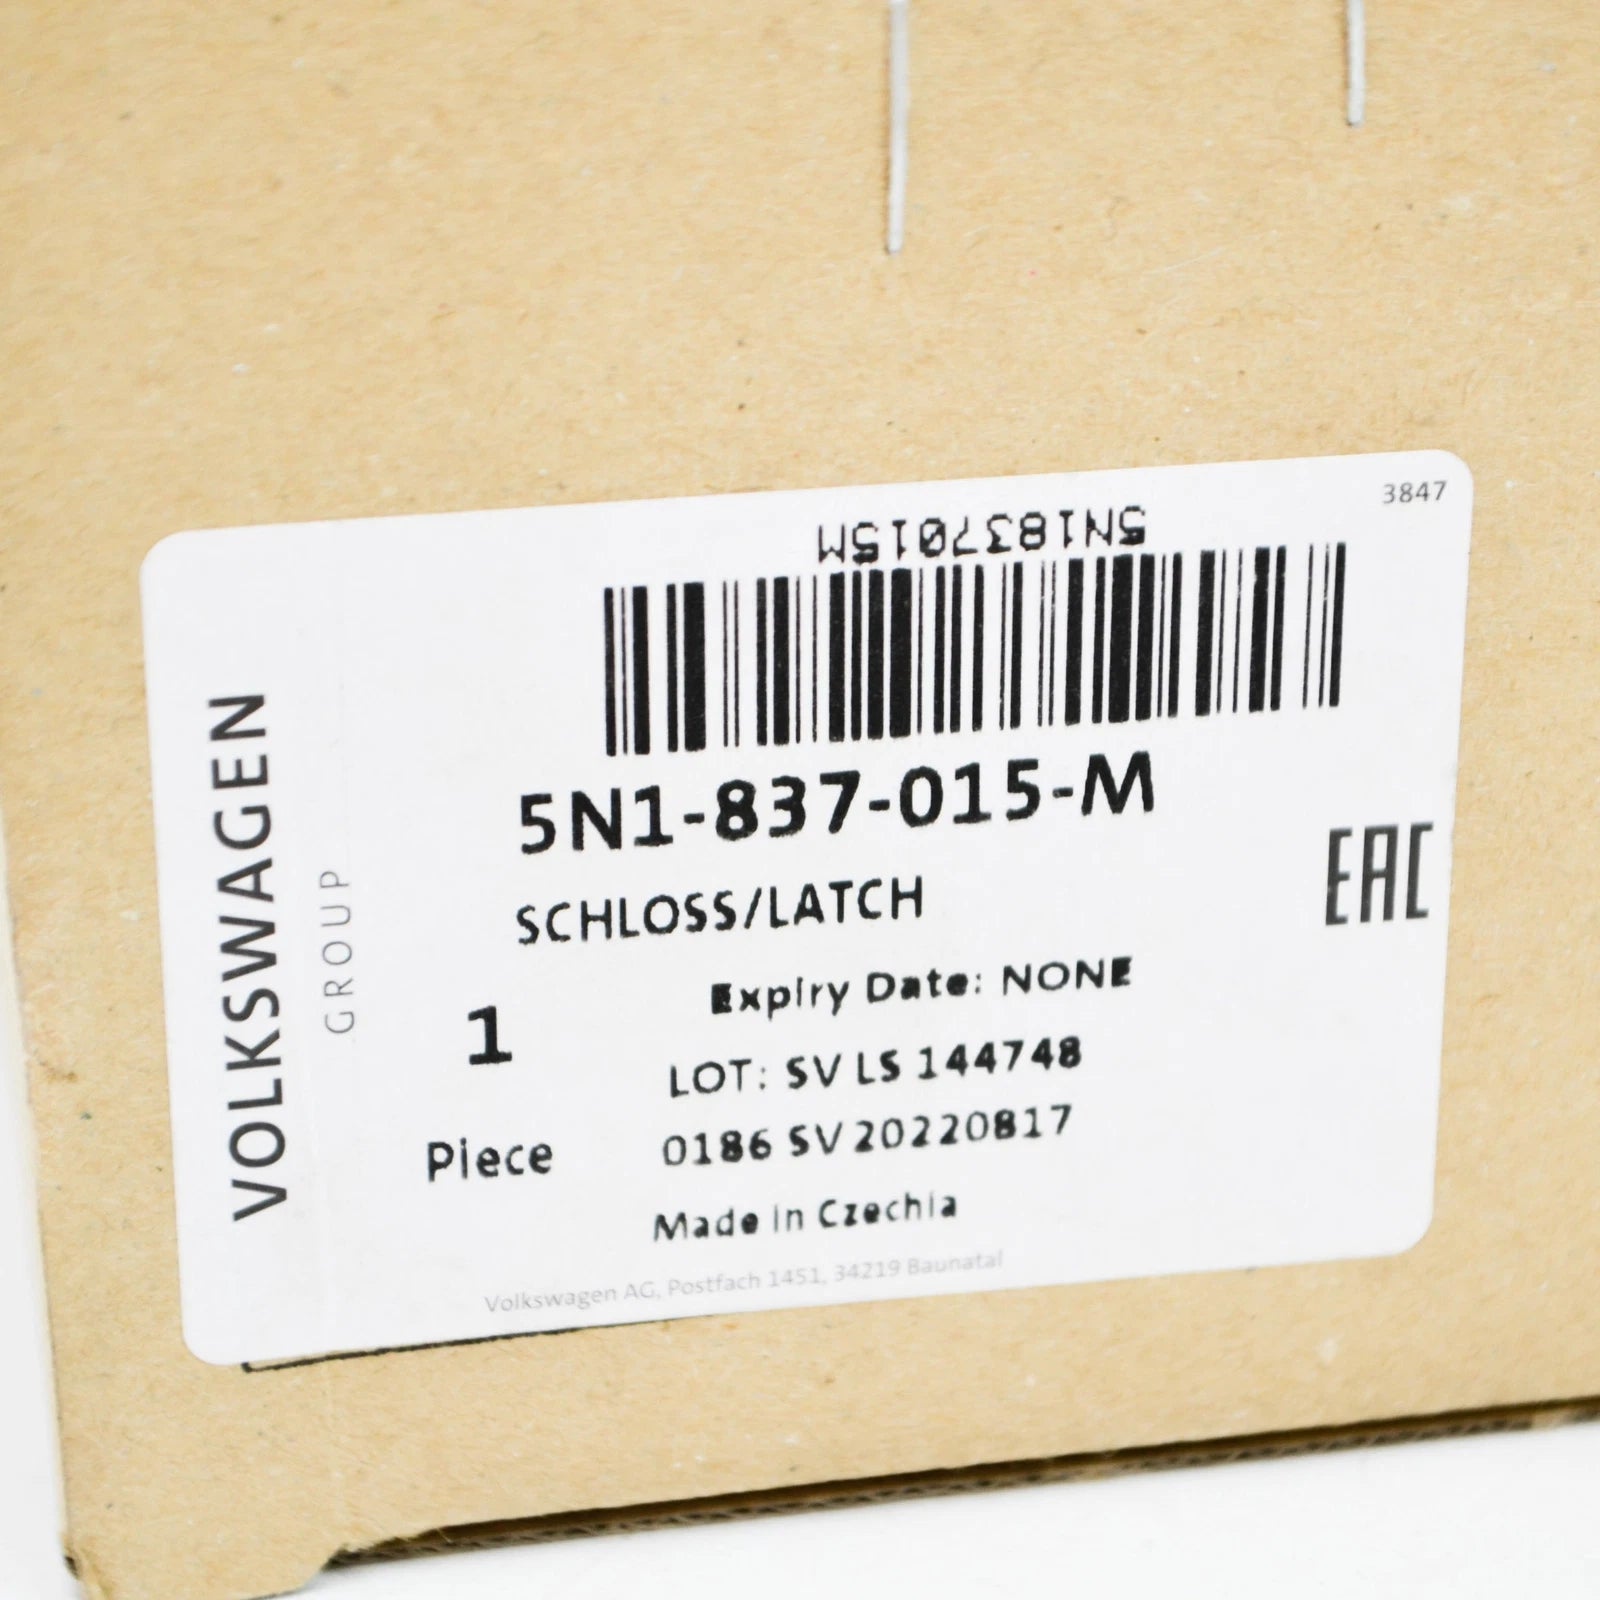 3847
5N1837015M
5N1-837-015-M
SCHLOSS/LATCH
EAC
Expiry Date: NONE
1
LOT: SV LS 144748
Piece
0186 SV 20220817
Made in Czechia
Volkswagen AG, Postfach 1451, 34219 Baunatal
VOLKSWAGEN
GROUP